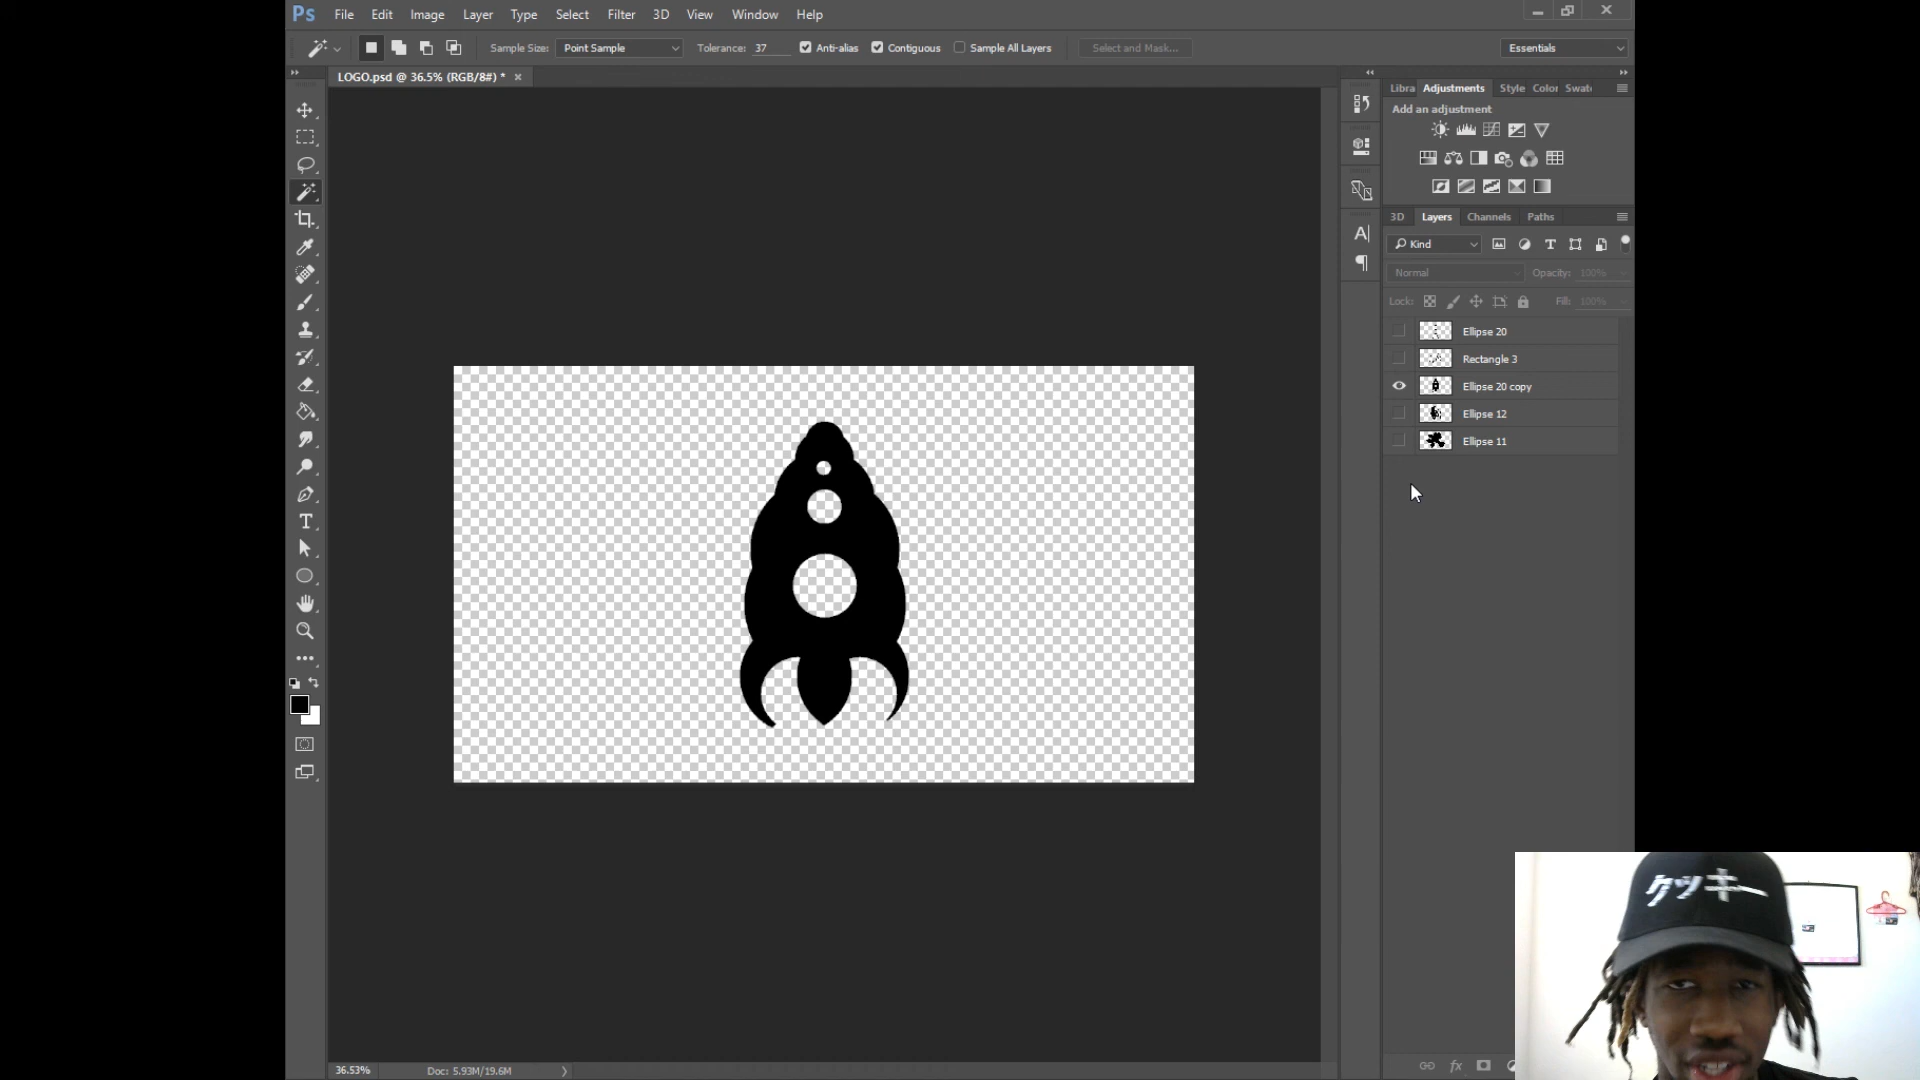 Ps File Edit Image Layer Type Select Filter 3D View Window Help
Sample Size: Point Sample Tolerance: 37 Anti-alias Contiguous Sample All Layers Select and Mask... Essentials
LOGO.psd @ 36.5% (RGB/8#) *
Libra Adjustments Style Color Swat
Add an adjustment
3D Layers Channels Paths
Kind
Normal Opacity: 100%
Lock: Fill: 100%
Ellipse 20
Rectangle 3
Ellipse 20 copy
Ellipse 12
Ellipse 11
クッキー
36.53% Doc: 5.93M/19.6M